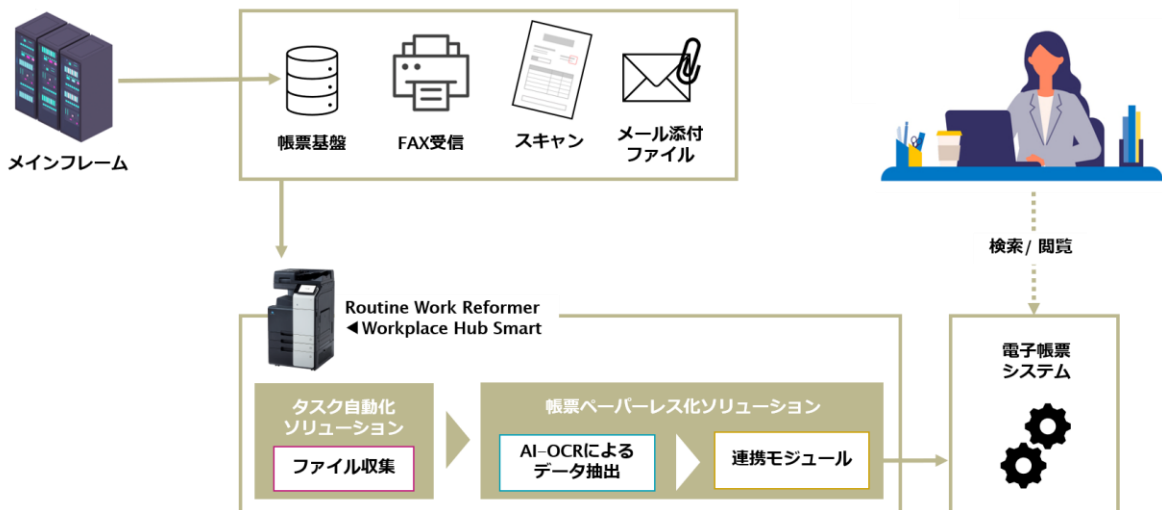 メインフレーム
帳票基盤
FAX受信
スキャン
メール添付
ファイル
検索/ 閲覧
Routine Work Reformer
◀Workplace Hub Smart
タスク自動化
ソリューション
ファイル収集
帳票ペーパーレス化ソリューション
AI-OCRによる
データ抽出
連携モジュール
電子帳票
システム